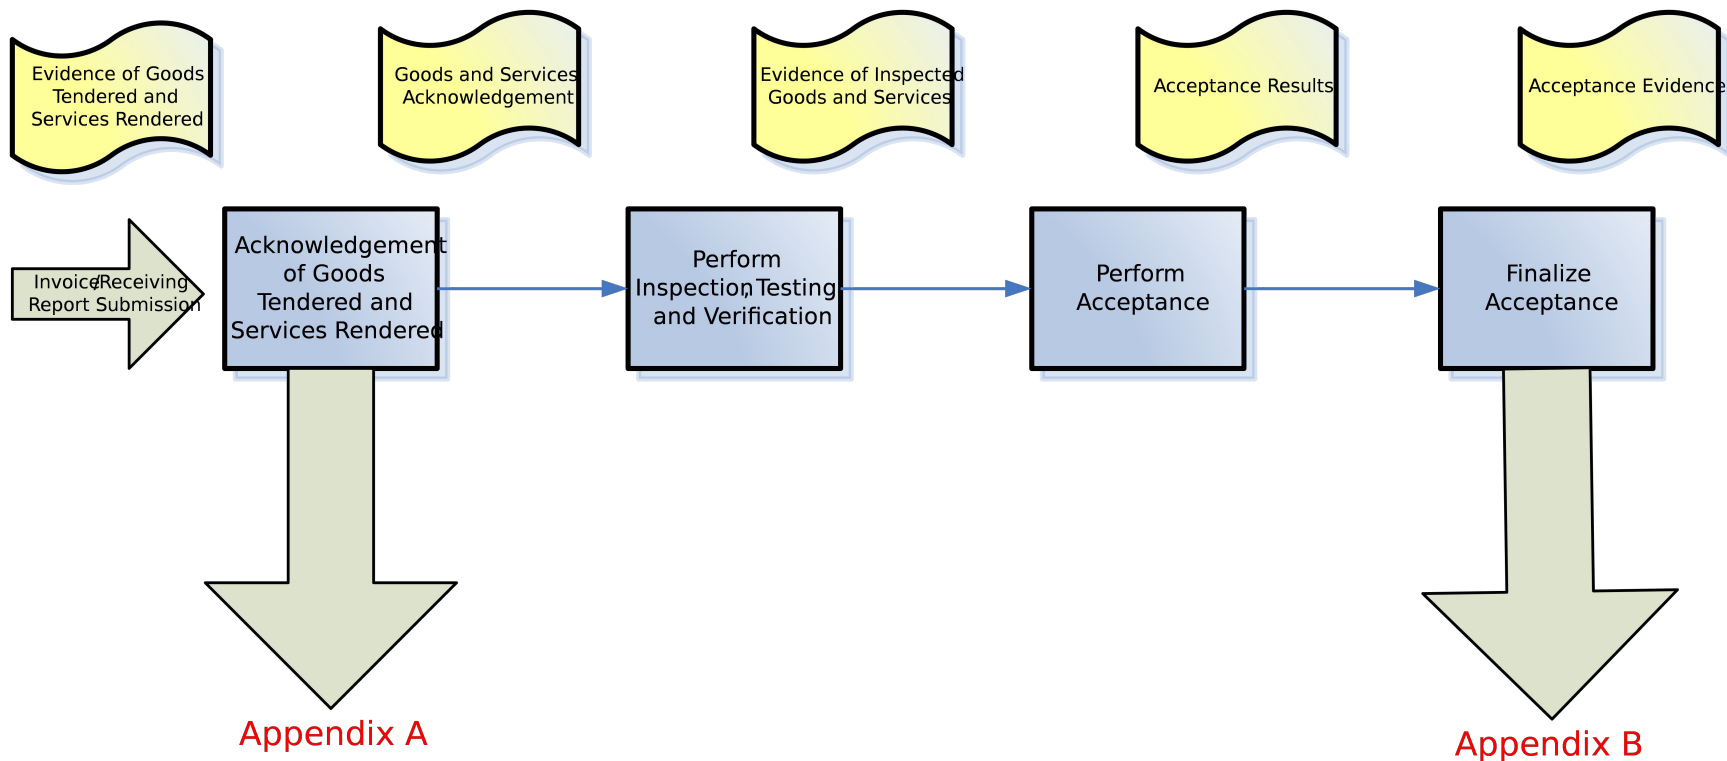 Evidence of Goods
Tendered and
Services Rendered
Goods and Services
Acknowledgement
Evidence of Inspected
Goods and Services
Acceptance Results
Acceptance Evidence
Invoice/Receiving
Report Submission
Acknowledgement
of Goods
Tendered and
Services Rendered
Perform
Inspection, Testing
and Verification
Perform
Acceptance
Finalize
Acceptance
Appendix A
Appendix B